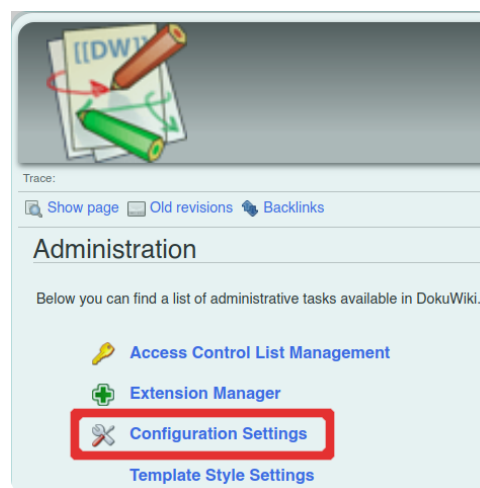 [[DW]]
Trace:
Show page Old revisions Backlinks
Administration
Below you can find a list of administrative tasks available in DokuWiki.
Access Control List Management
Extension Manager
Configuration Settings
Template Style Settings